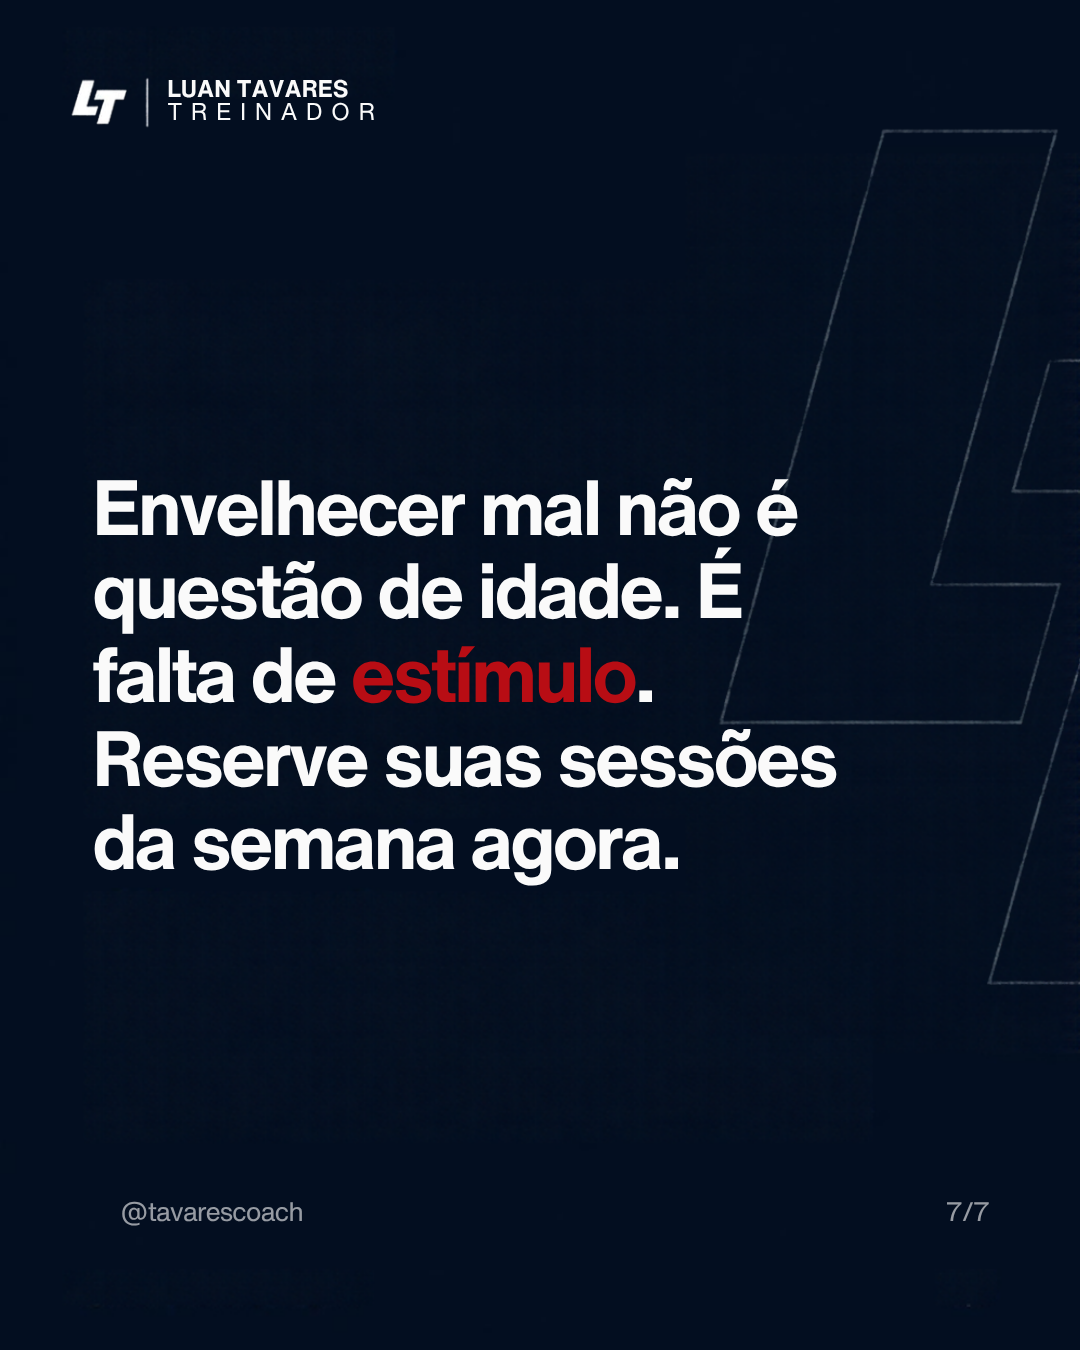 LT
LUAN TAVARES
TREINADOR
Envelhecer mal não é
questão de idade. É
falta de estímulo.
Reserve suas sessões
da semana agora.
@tavarescoach
7/7